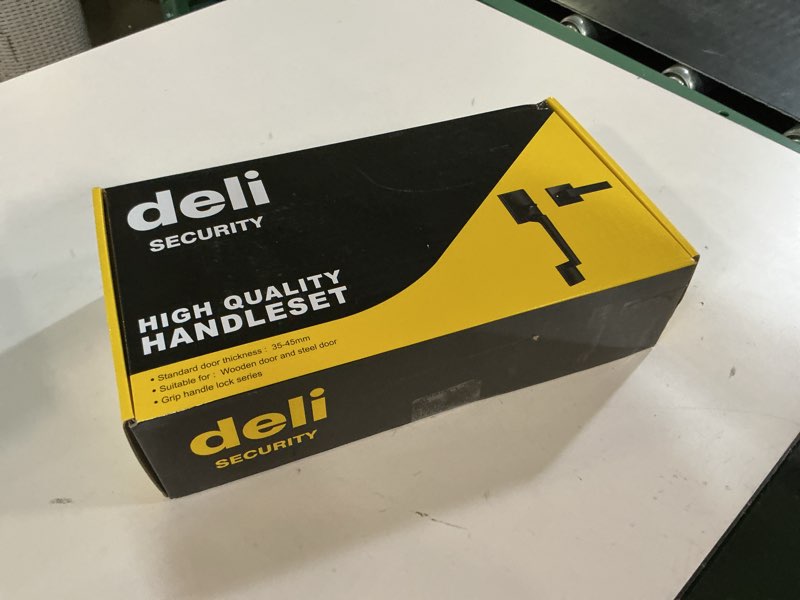 deli
SECURITY
HIGH QUALITY
HANDLESET
• Standard door thickness : 35-45mm
• Suitable for : Wooden door and steel door
• Grip handle lock series
deli
SECURITY